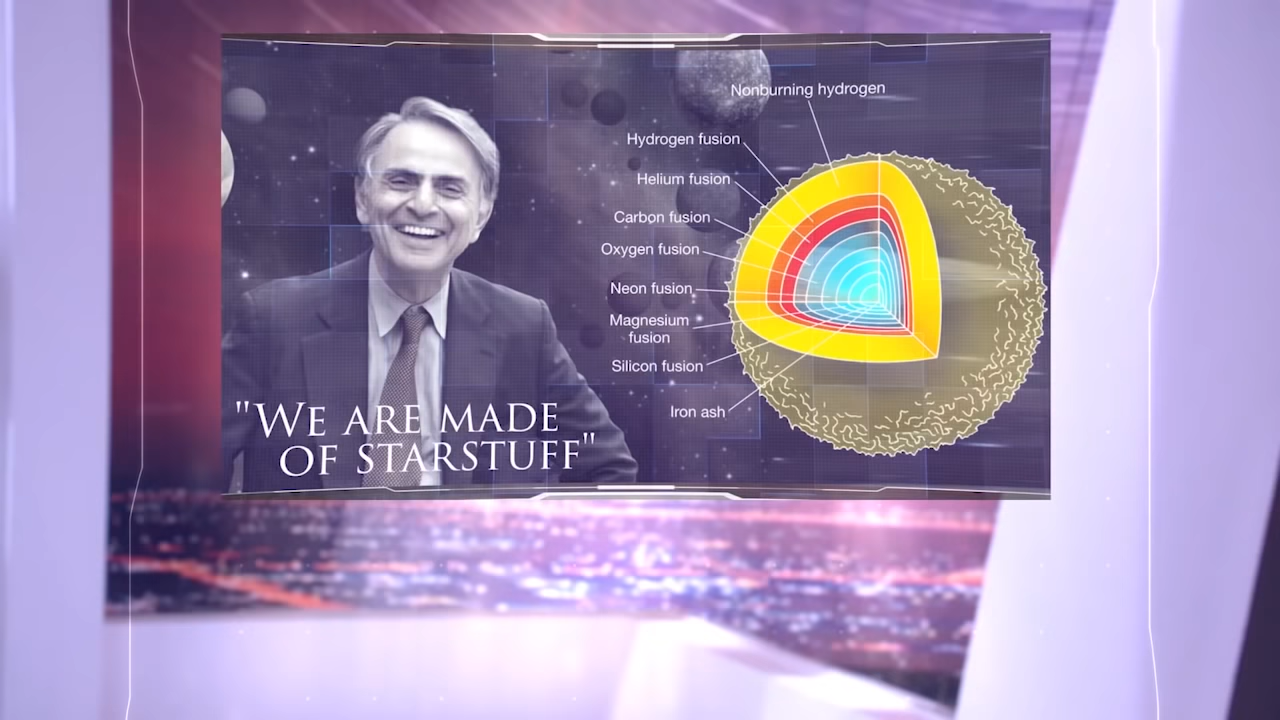 "We are made
of starstuff"
Nonburning hydrogen
Hydrogen fusion
Helium fusion
Carbon fusion
Oxygen fusion
Neon fusion
Magnesium
fusion
Silicon fusion
Iron ash